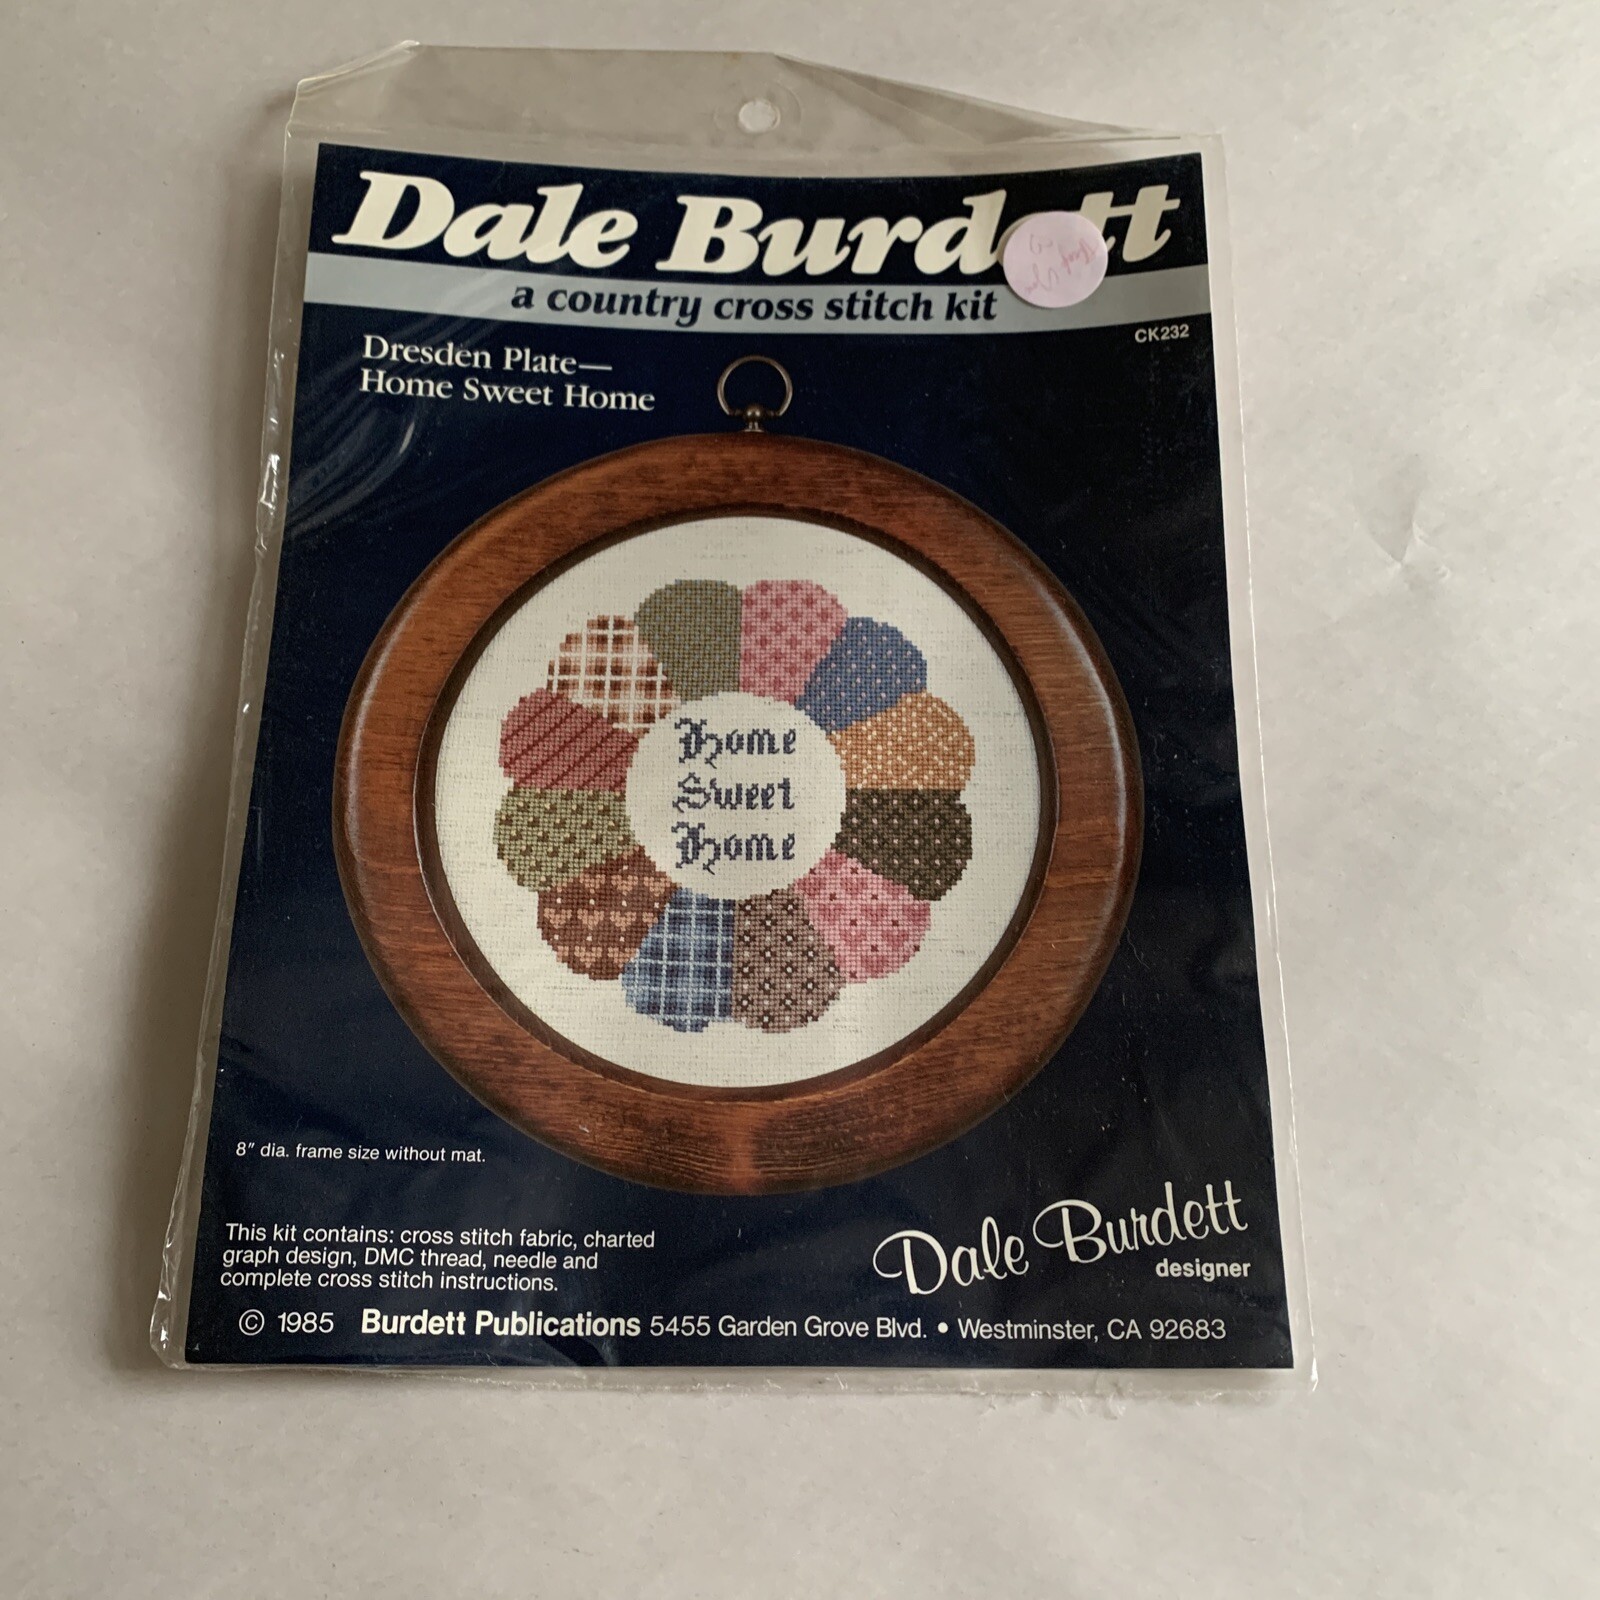 Dale Burdett
a country cross stitch kit
CK232
Dresden Plate—
Home Sweet Home
Home
Sweet
Home
8" dia. frame size without mat.
This kit contains: cross stitch fabric, charted
graph design, DMC thread, needle and
complete cross stitch instructions.
Dale Burdett
designer
© 1985 Burdett Publications 5455 Garden Grove Blvd. • Westminster, CA 92683